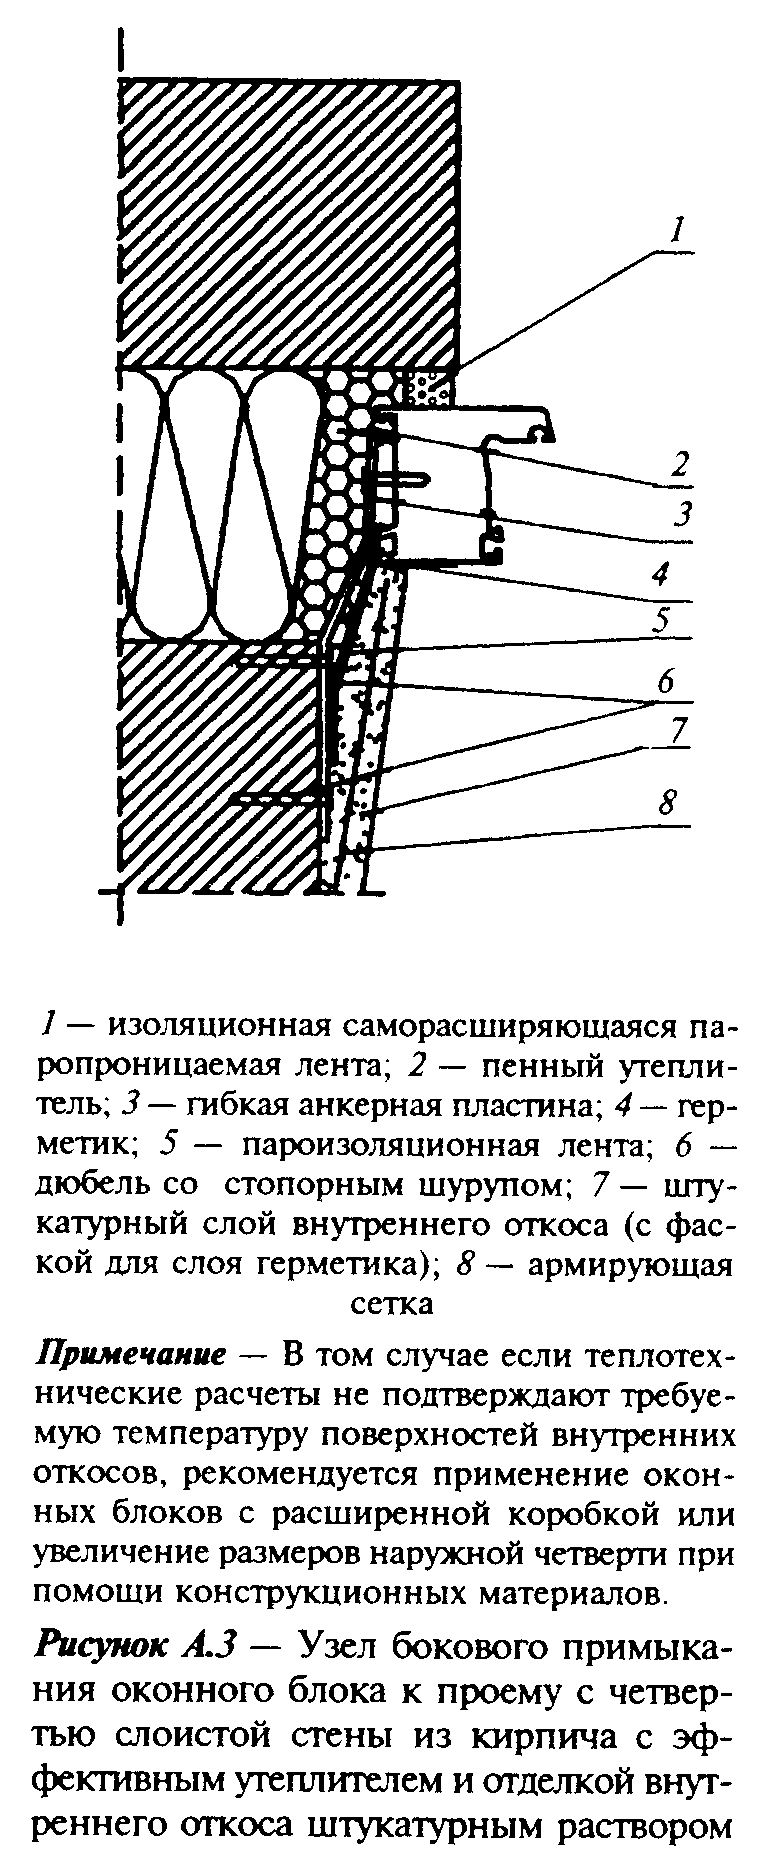 1
2
3
4
5
6
7
8
1 — изоляционная саморасширяющаяся па-
ропроницаемая лента; 2 — пенный утепли-
тель; 3 — гибкая анкерная пластина; 4 — гер-
метик; 5 — пароизоляционная лента; 6 —
дюбель со стопорным шурупом; 7 — шту-
катурный слой внутреннего откоса (с фас-
кой для слоя герметика); 8 — армирующая
сетка
Примечание — В том случае если теплотех-
нические расчеты не подтверждают требуе-
мую температуру поверхностей внутренних
откосов, рекомендуется применение окон-
ных блоков с расширенной коробкой или
увеличение размеров наружной четверти при
помощи конструкционных материалов.
Рисунок А.3 — Узел бокового примыка-
ния оконного блока к проему с четвер-
тью слоистой стены из кирпича с эф-
фективным утеплителем и отделкой внут-
реннего откоса штукатурным раствором